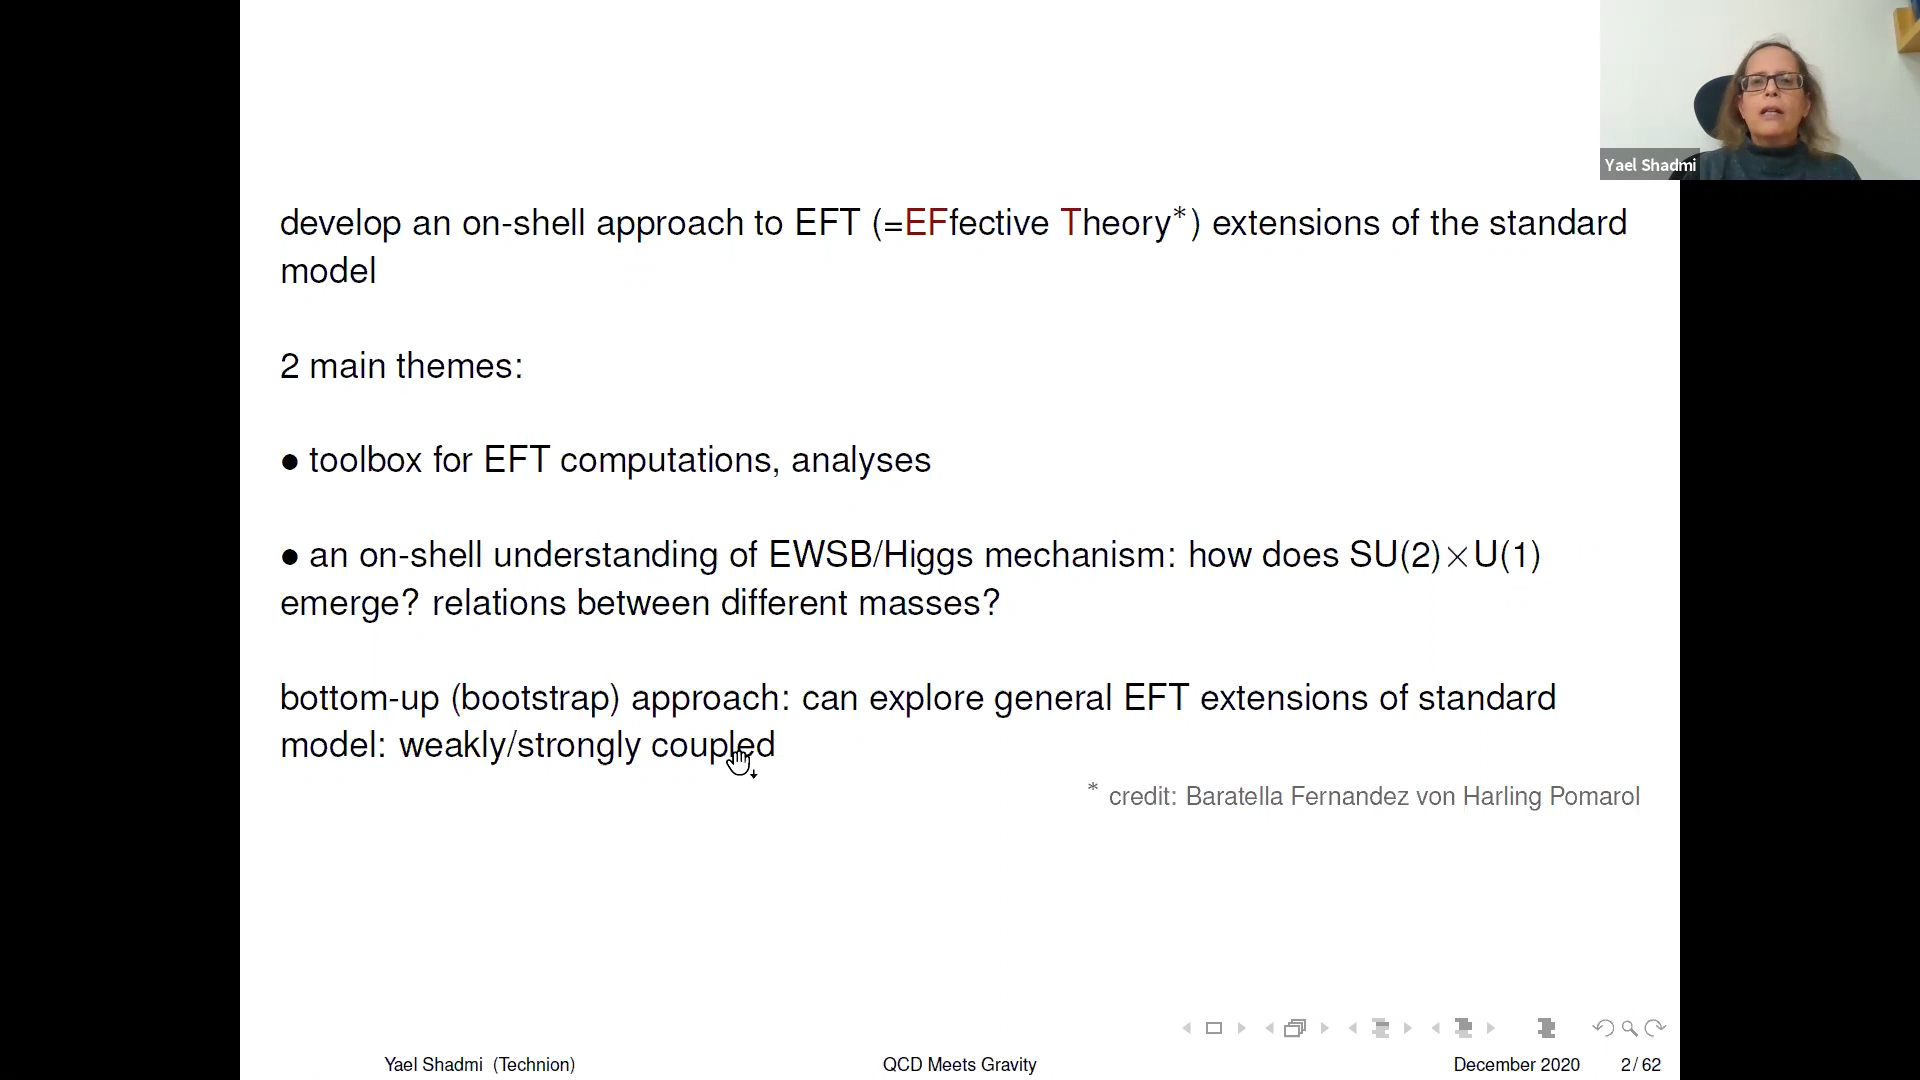 Yael Shadmi
develop an on-shell approach to EFT (=EFfective Theory*) extensions of the standard
model
2 main themes:
● toolbox for EFT computations, analyses
● an on-shell understanding of EWSB/Higgs mechanism: how does SU(2)×U(1)
emerge? relations between different masses?
bottom-up (bootstrap) approach: can explore general EFT extensions of standard
model: weakly/strongly coupled
* credit: Baratella Fernandez von Harling Pomarol
Yael Shadmi (Technion) QCD Meets Gravity December 2020 2/62